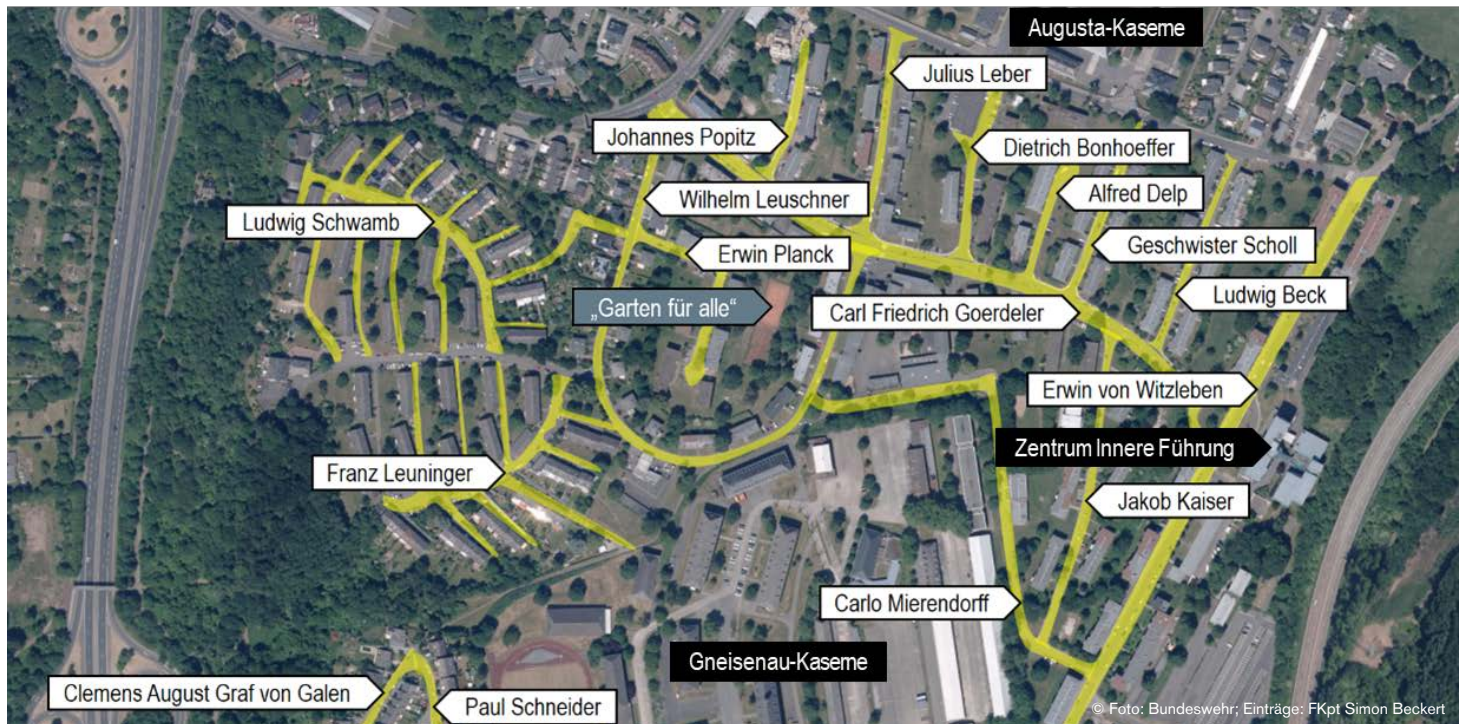 Augusta-Kaserne
Julius Leber
Johannes Popitz
Dietrich Bonhoeffer
Wilhelm Leuschner
Alfred Delp
Ludwig Schwamb
Erwin Planck
Geschwister Scholl
„Garten für alle“
Carl Friedrich Goerdeler
Ludwig Beck
Erwin von Witzleben
Zentrum Innere Führung
Franz Leuninger
Jakob Kaiser
Carlo Mierendorff
Gneisenau-Kaserne
Clemens August Graf von Galen
Paul Schneider
© Foto: Bundeswehr; Einträge: FKpt Simon Beckert